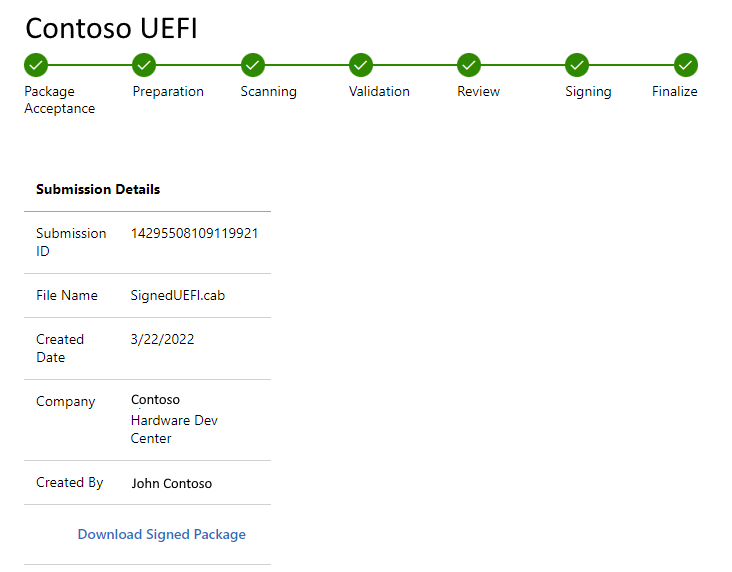 Contoso UEFI
Package
Acceptance
Preparation
Scanning
Validation
Review
Signing
Finalize
Submission Details
Submission
ID
14295508109119921
File Name
SignedUEFI.cab
Created
Date
3/22/2022
Company
Contoso
Hardware Dev
Center
Created By
John Contoso
Download Signed Package